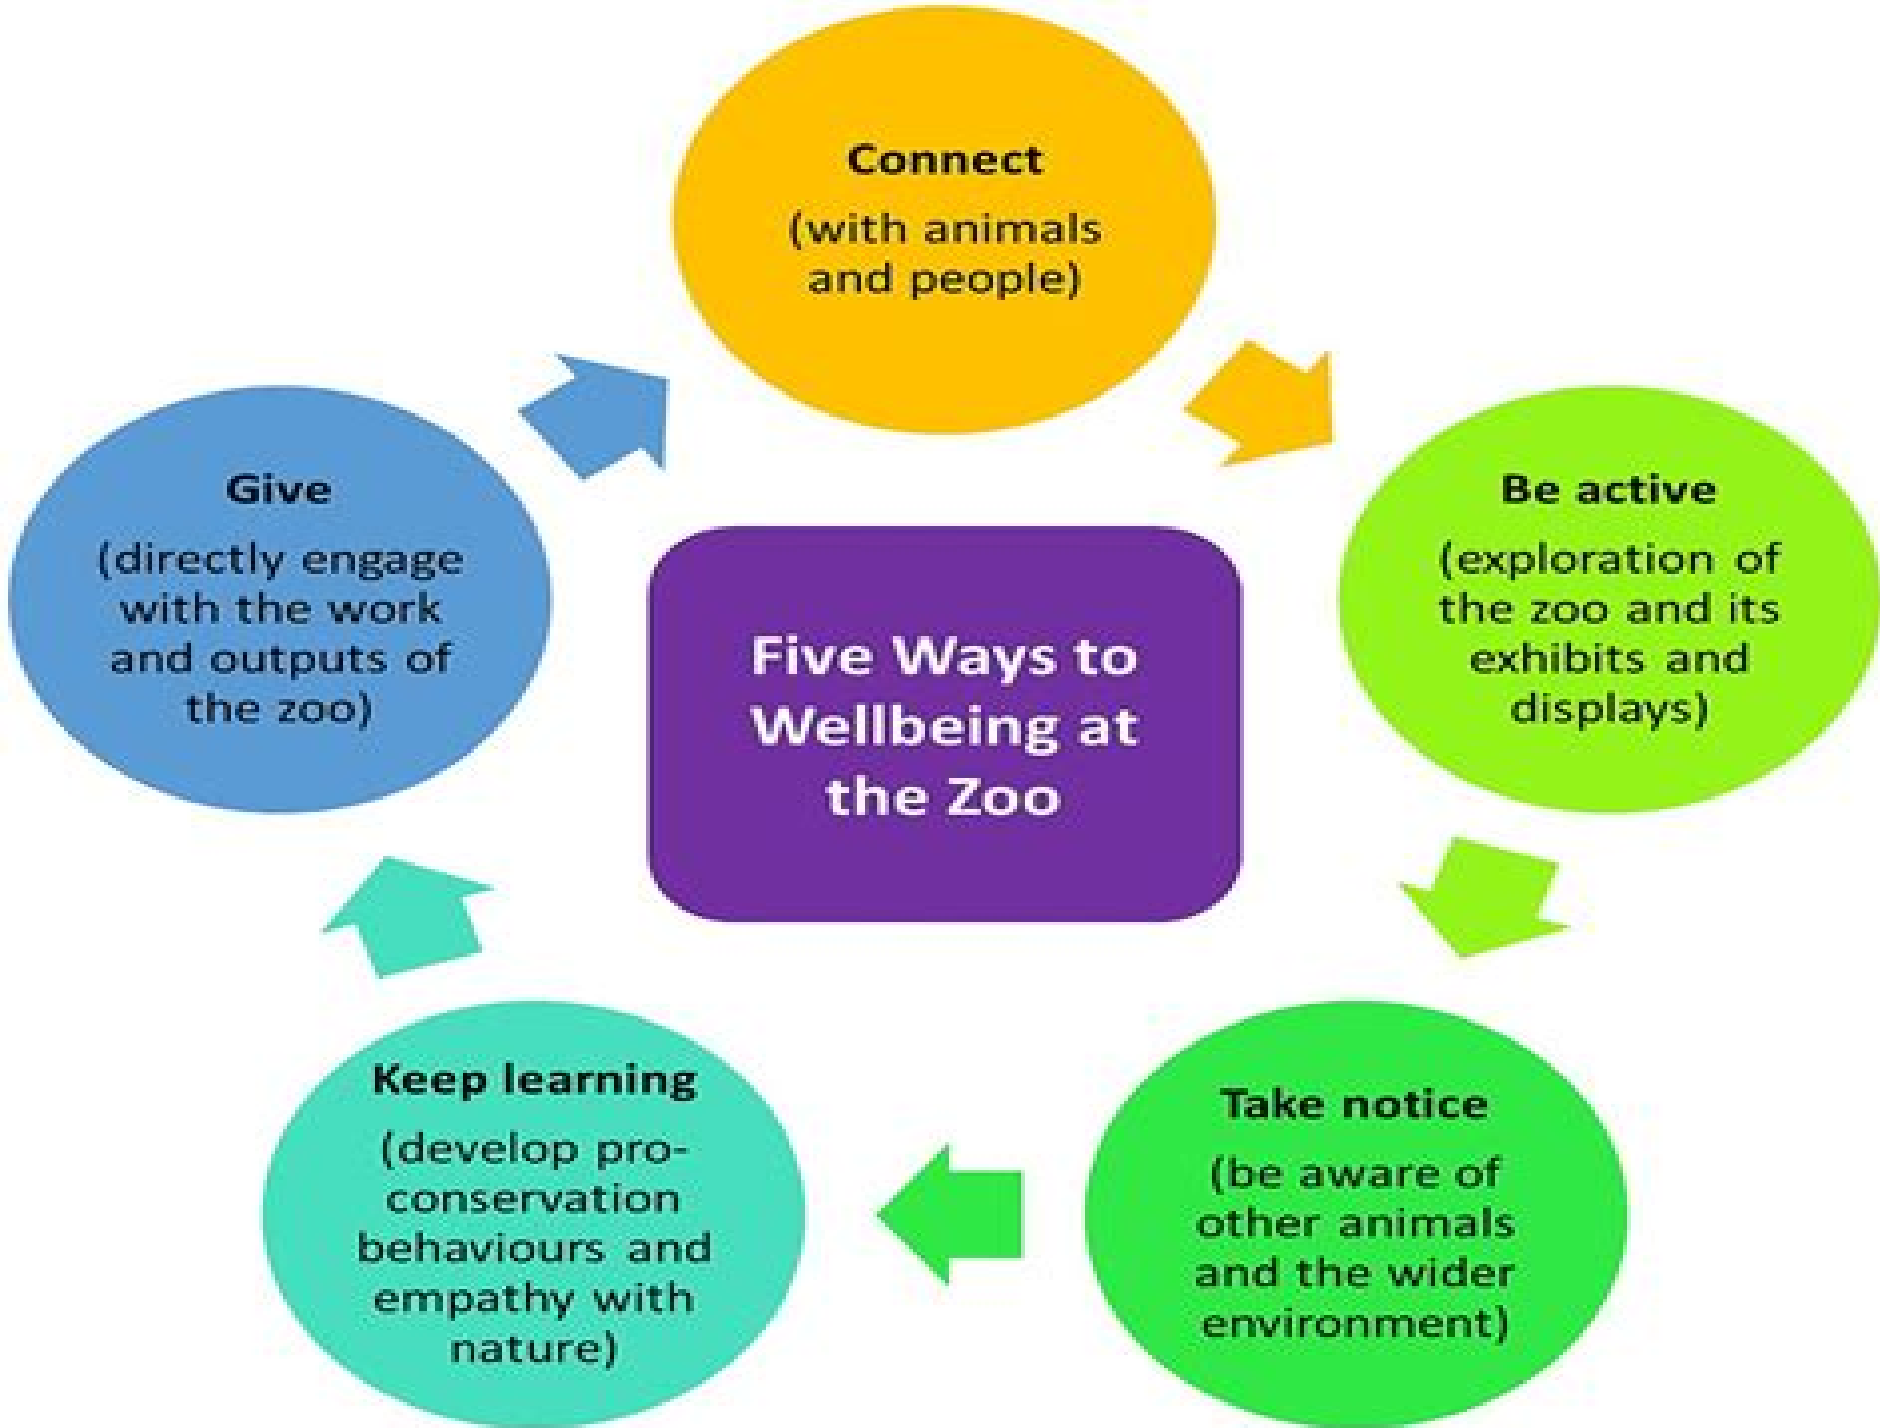 Connect
(with animals
and people)
Be active
(exploration of
the zoo and its
exhibits and
displays)
Take notice
(be aware of
other animals
and the wider
environment)
Keep learning
(develop pro-
conservation
behaviours and
empathy with
nature)
Give
(directly engage
with the work
and outputs of
the zoo)
Five Ways to
Wellbeing at
the Zoo